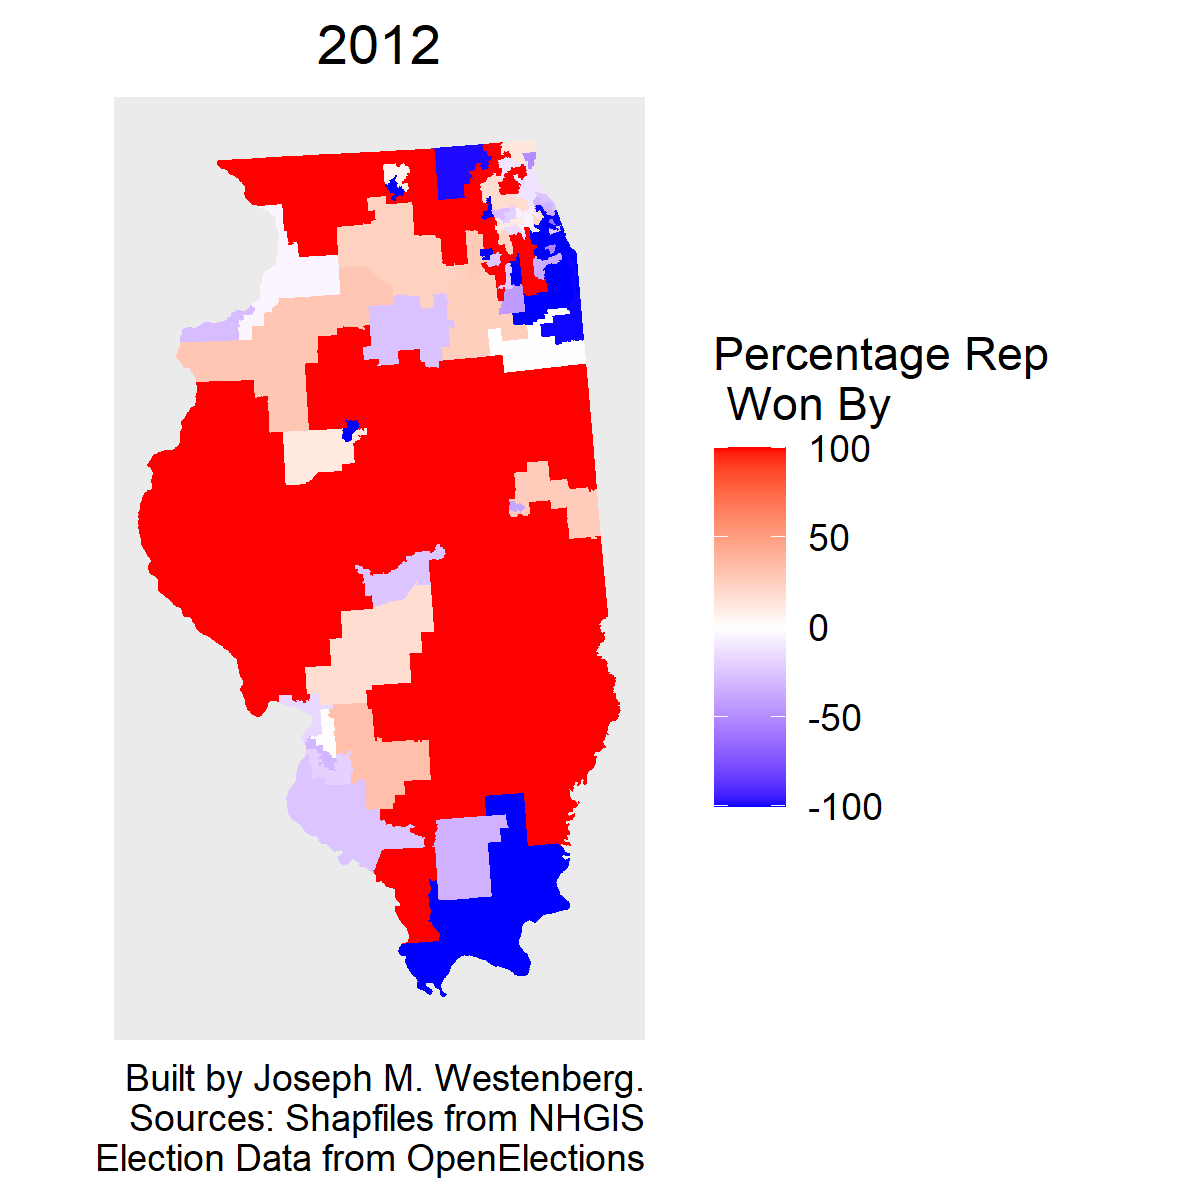 2012
Percentage Rep
Won By
100
50
0
-50
-100
Built by Joseph M. Westenberg.
Sources: Shapfiles from NHGIS
Election Data from OpenElections